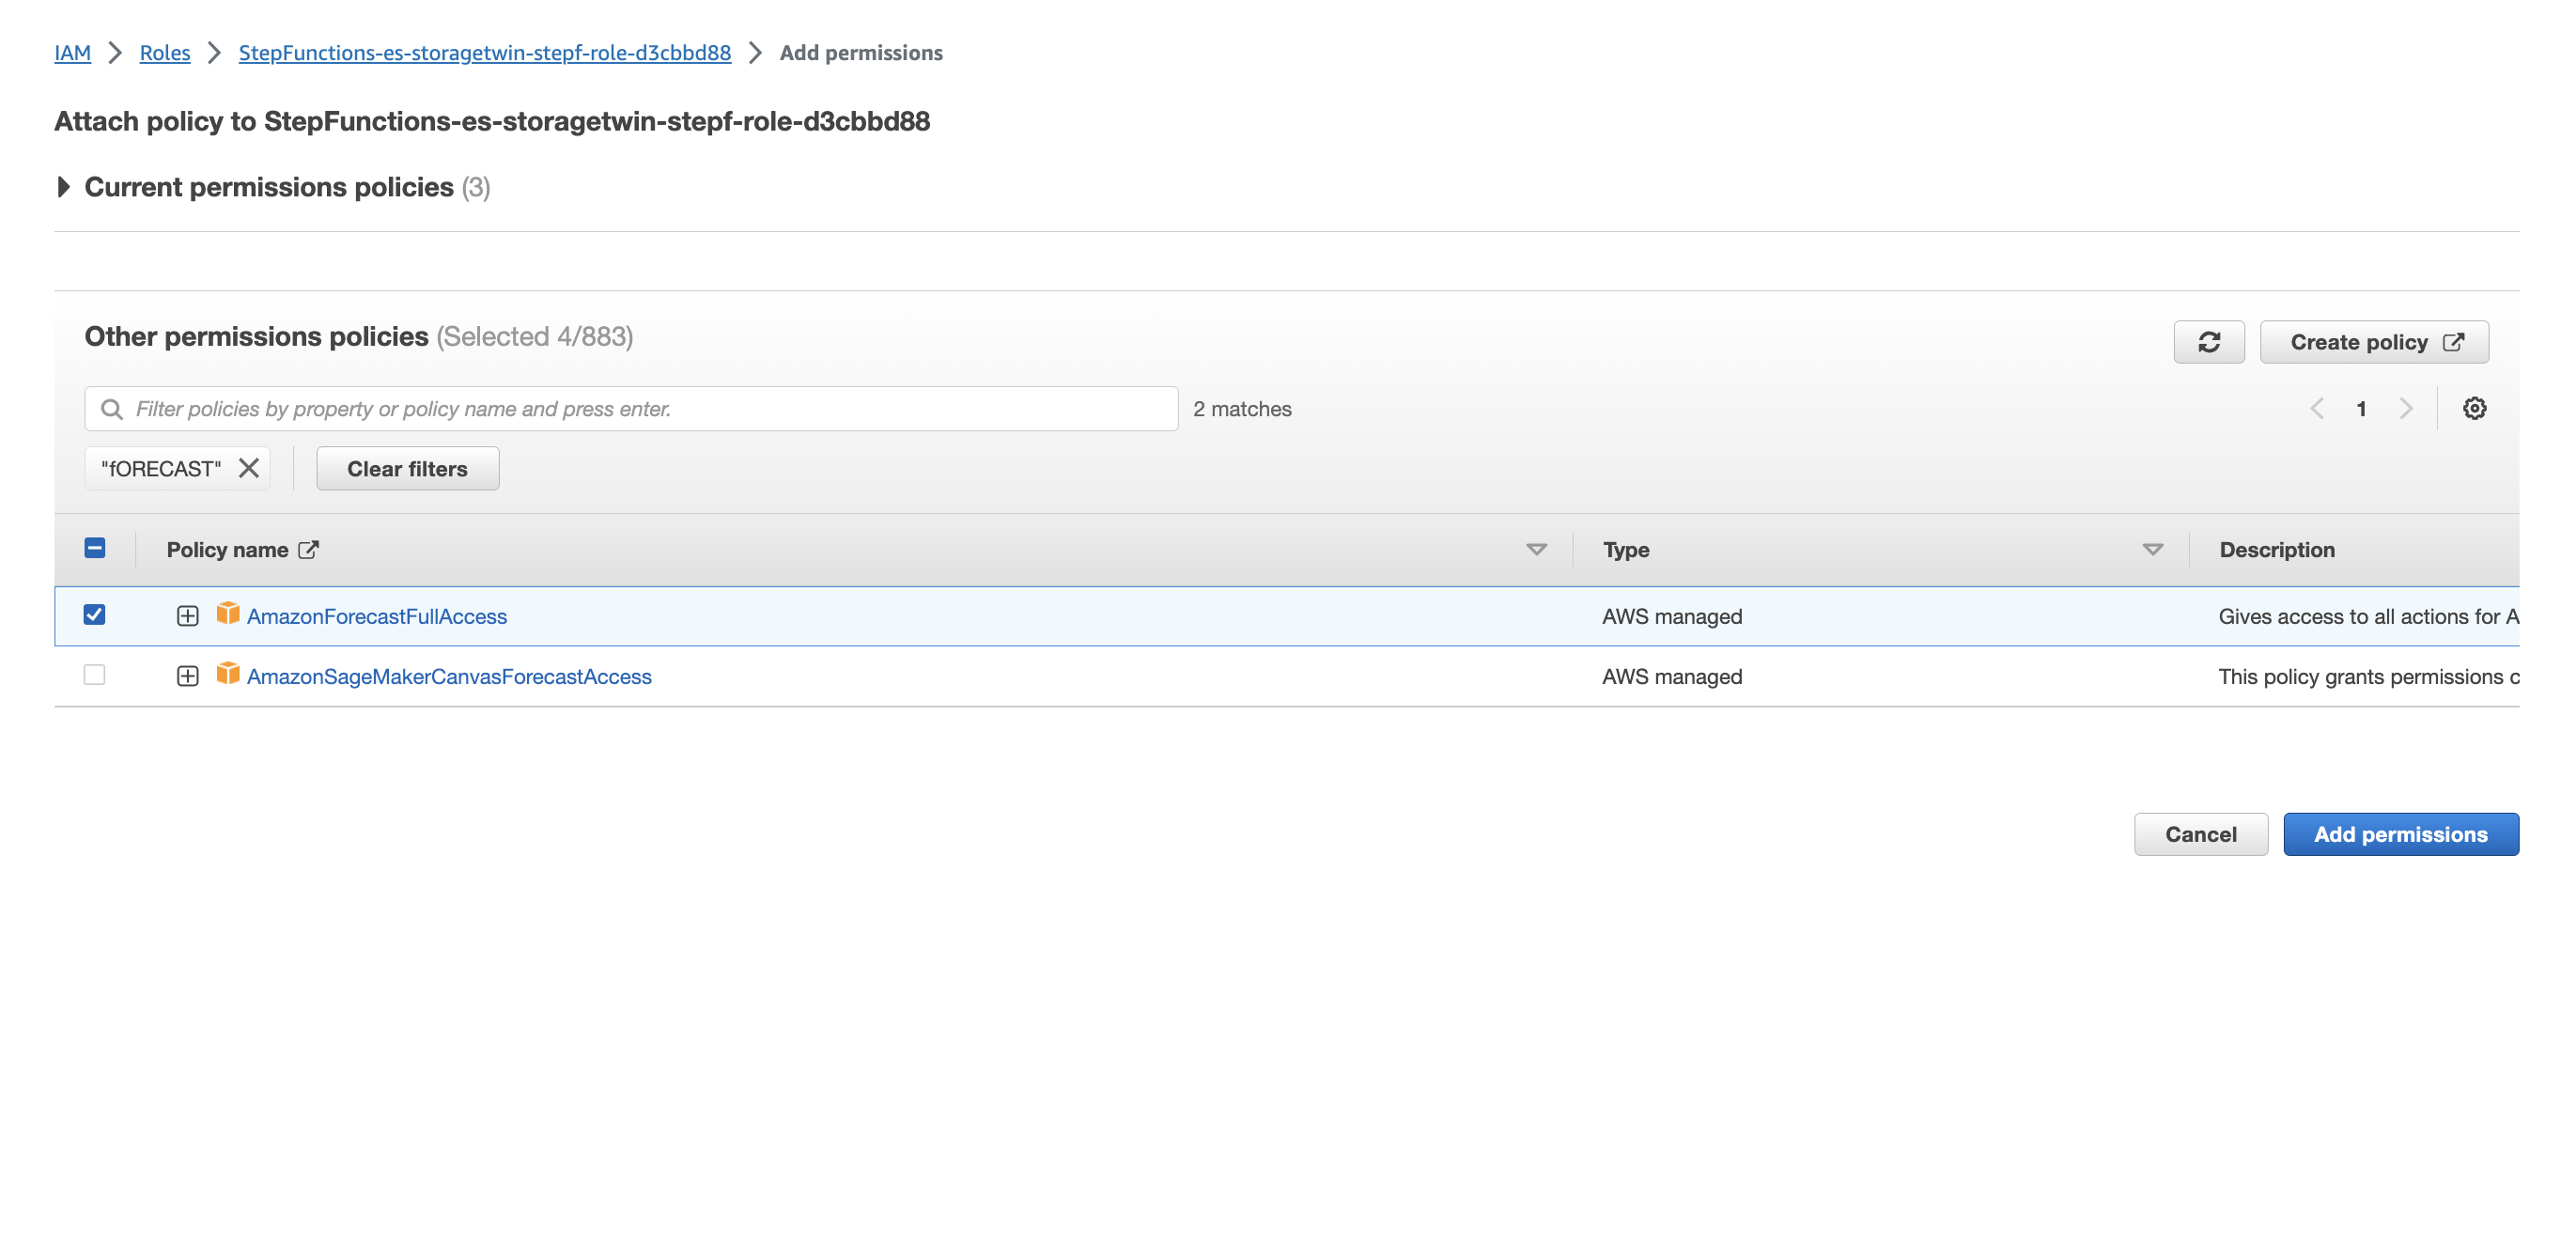 IAM > Roles > StepFunctions-es-storagetwin-stepf-role-d3cbbd88 > Add permissions
Attach policy to StepFunctions-es-storagetwin-stepf-role-d3cbbd88
Current permissions policies (3)
Other permissions policies (Selected 4/883)
Create policy
Filter policies by property or policy name and press enter.
2 matches
1
"fORECAST"
Clear filters
Policy name Type Description
AmazonForecastFullAccess AWS managed Gives access to all actions for A
AmazonSageMakerCanvasForecastAccess AWS managed This policy grants permissions c
Cancel
Add permissions